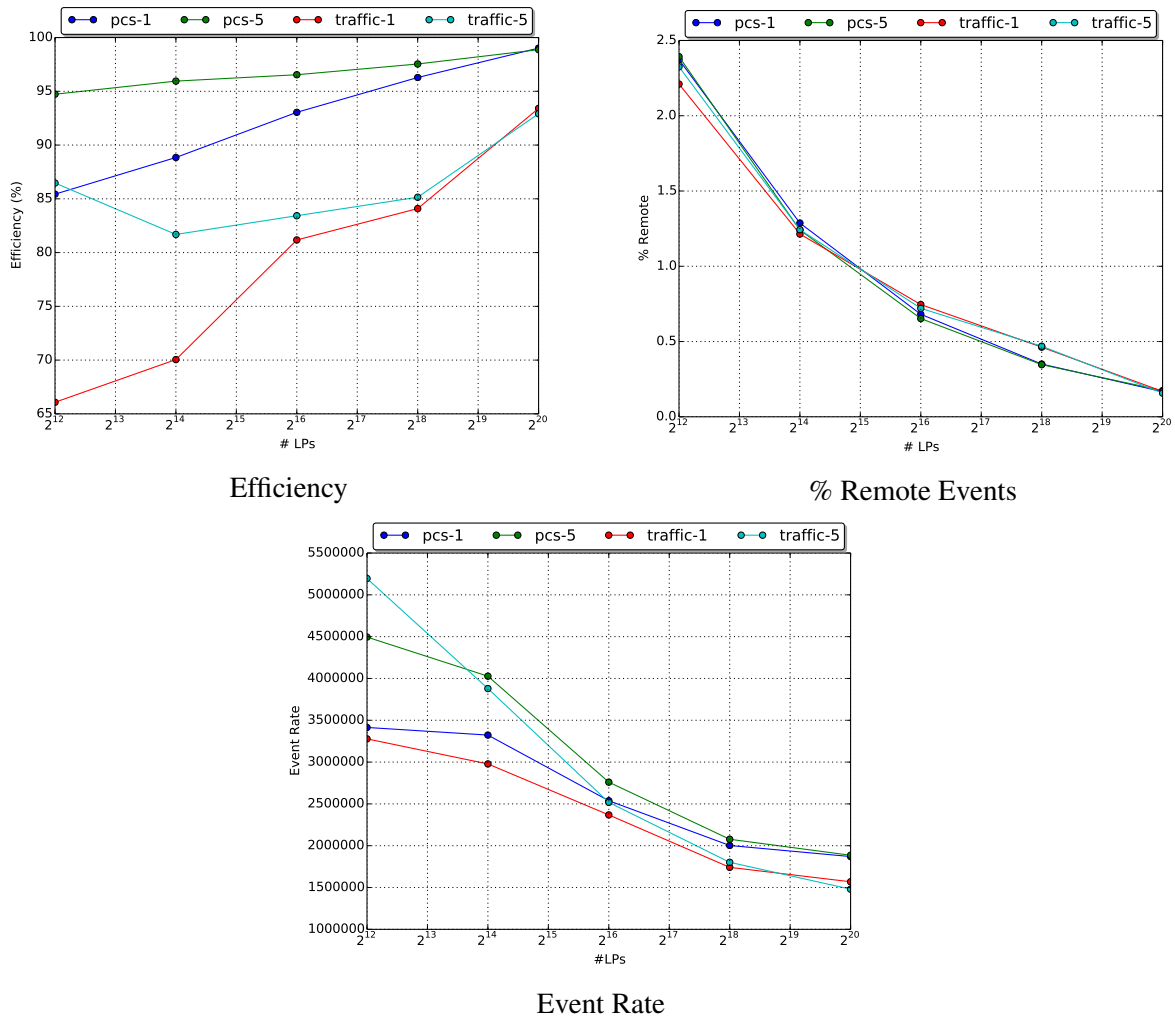 pcs-1 pcs-5 traffic-1 traffic-5
100
95
90
85
80
75
70
65
Efficiency (%)
2^12 2^13 2^14 2^15 2^16 2^17 2^18 2^19 2^20
# LPs
Efficiency
pcs-1 pcs-5 traffic-1 traffic-5
2.5
2.0
1.5
1.0
0.5
0.0
% Remote
2^12 2^13 2^14 2^15 2^16 2^17 2^18 2^19 2^20
# LPs
% Remote Events
pcs-1 pcs-5 traffic-1 traffic-5
5500000
5000000
4500000
4000000
3500000
3000000
2500000
2000000
1500000
1000000
Event Rate
2^12 2^13 2^14 2^15 2^16 2^17 2^18 2^19 2^20
#LPs
Event Rate